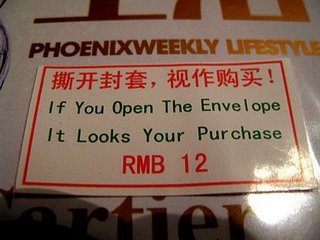 PHOENIXWEEKLY LIFESTYLE
撕开封套，视作购买！
If You Open The Envelope
It Looks Your Purchase
RMB 12
Cartier